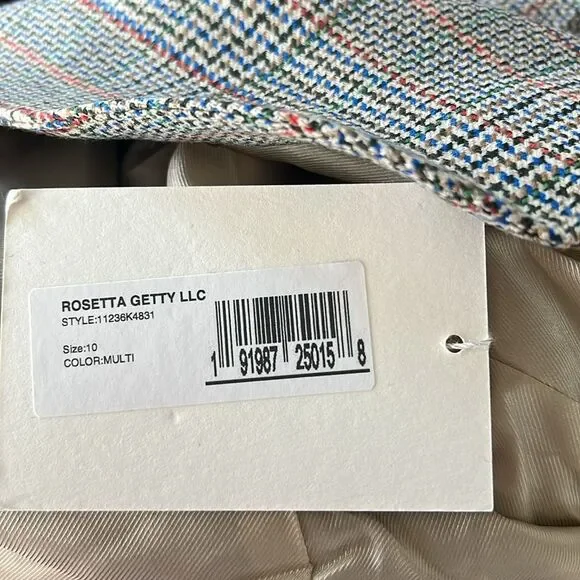 ROSETTA GETTY LLC
STYLE:11236K4831
Size:10
COLOR:MULTI
1 91987 25015 8